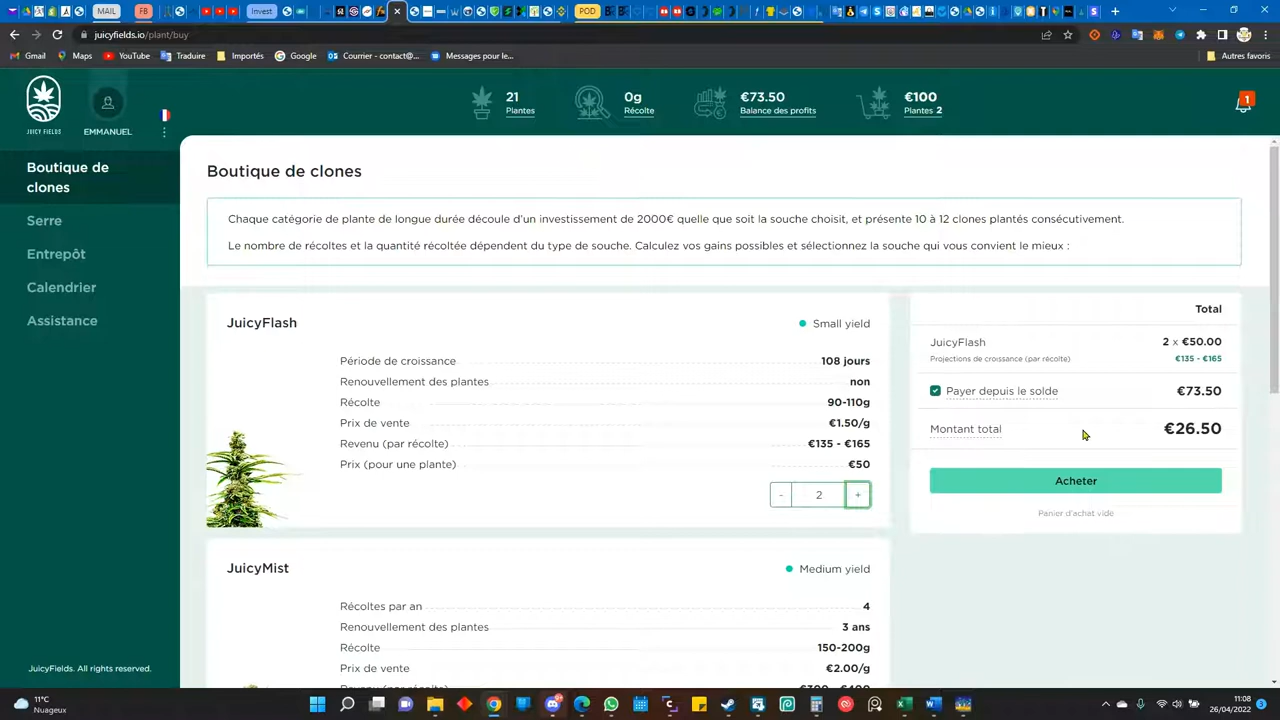 MAIL
FB
Invest
POD
juicyfields.io/plant/buy
Gmail
Maps
YouTube
Traduire
Importés
Google
Courrier - contact@...
Messages pour le...
Autres favoris
JUICY FIELDS
EMMANUEL
21
Plantes
0g
Récolte
€73.50
Balance des profits
€100
Plantes 2
1
Boutique de
clones
Serre
Entrepôt
Calendrier
Assistance
JuicyFields. All rights reserved.
Boutique de clones
Chaque catégorie de plante de longue durée découle d'un investissement de 2000€ quelle que soit la souche choisit, et présente 10 à 12 clones plantés consécutivement.
Le nombre de récoltes et la quantité récoltée dépendent du type de souche. Calculez vos gains possibles et sélectionnez la souche qui vous convient le mieux :
JuicyFlash
Small yield
Période de croissance 108 jours
Renouvellement des plantes non
Récolte 90-110g
Prix de vente €1.50/g
Revenu (par récolte) €135 - €165
Prix (pour une plante) €50
- 2 +
JuicyMist
Medium yield
Récoltes par an 4
Renouvellement des plantes 3 ans
Récolte 150-200g
Prix de vente €2.00/g
Total
JuicyFlash 2 x €50.00
Projections de croissance (par récolte) €135 - €165
Payer depuis le solde €73.50
Montant total €26.50
Acheter
Panier d'achat vide
11°C
Nuageux
11:08
26/04/2022